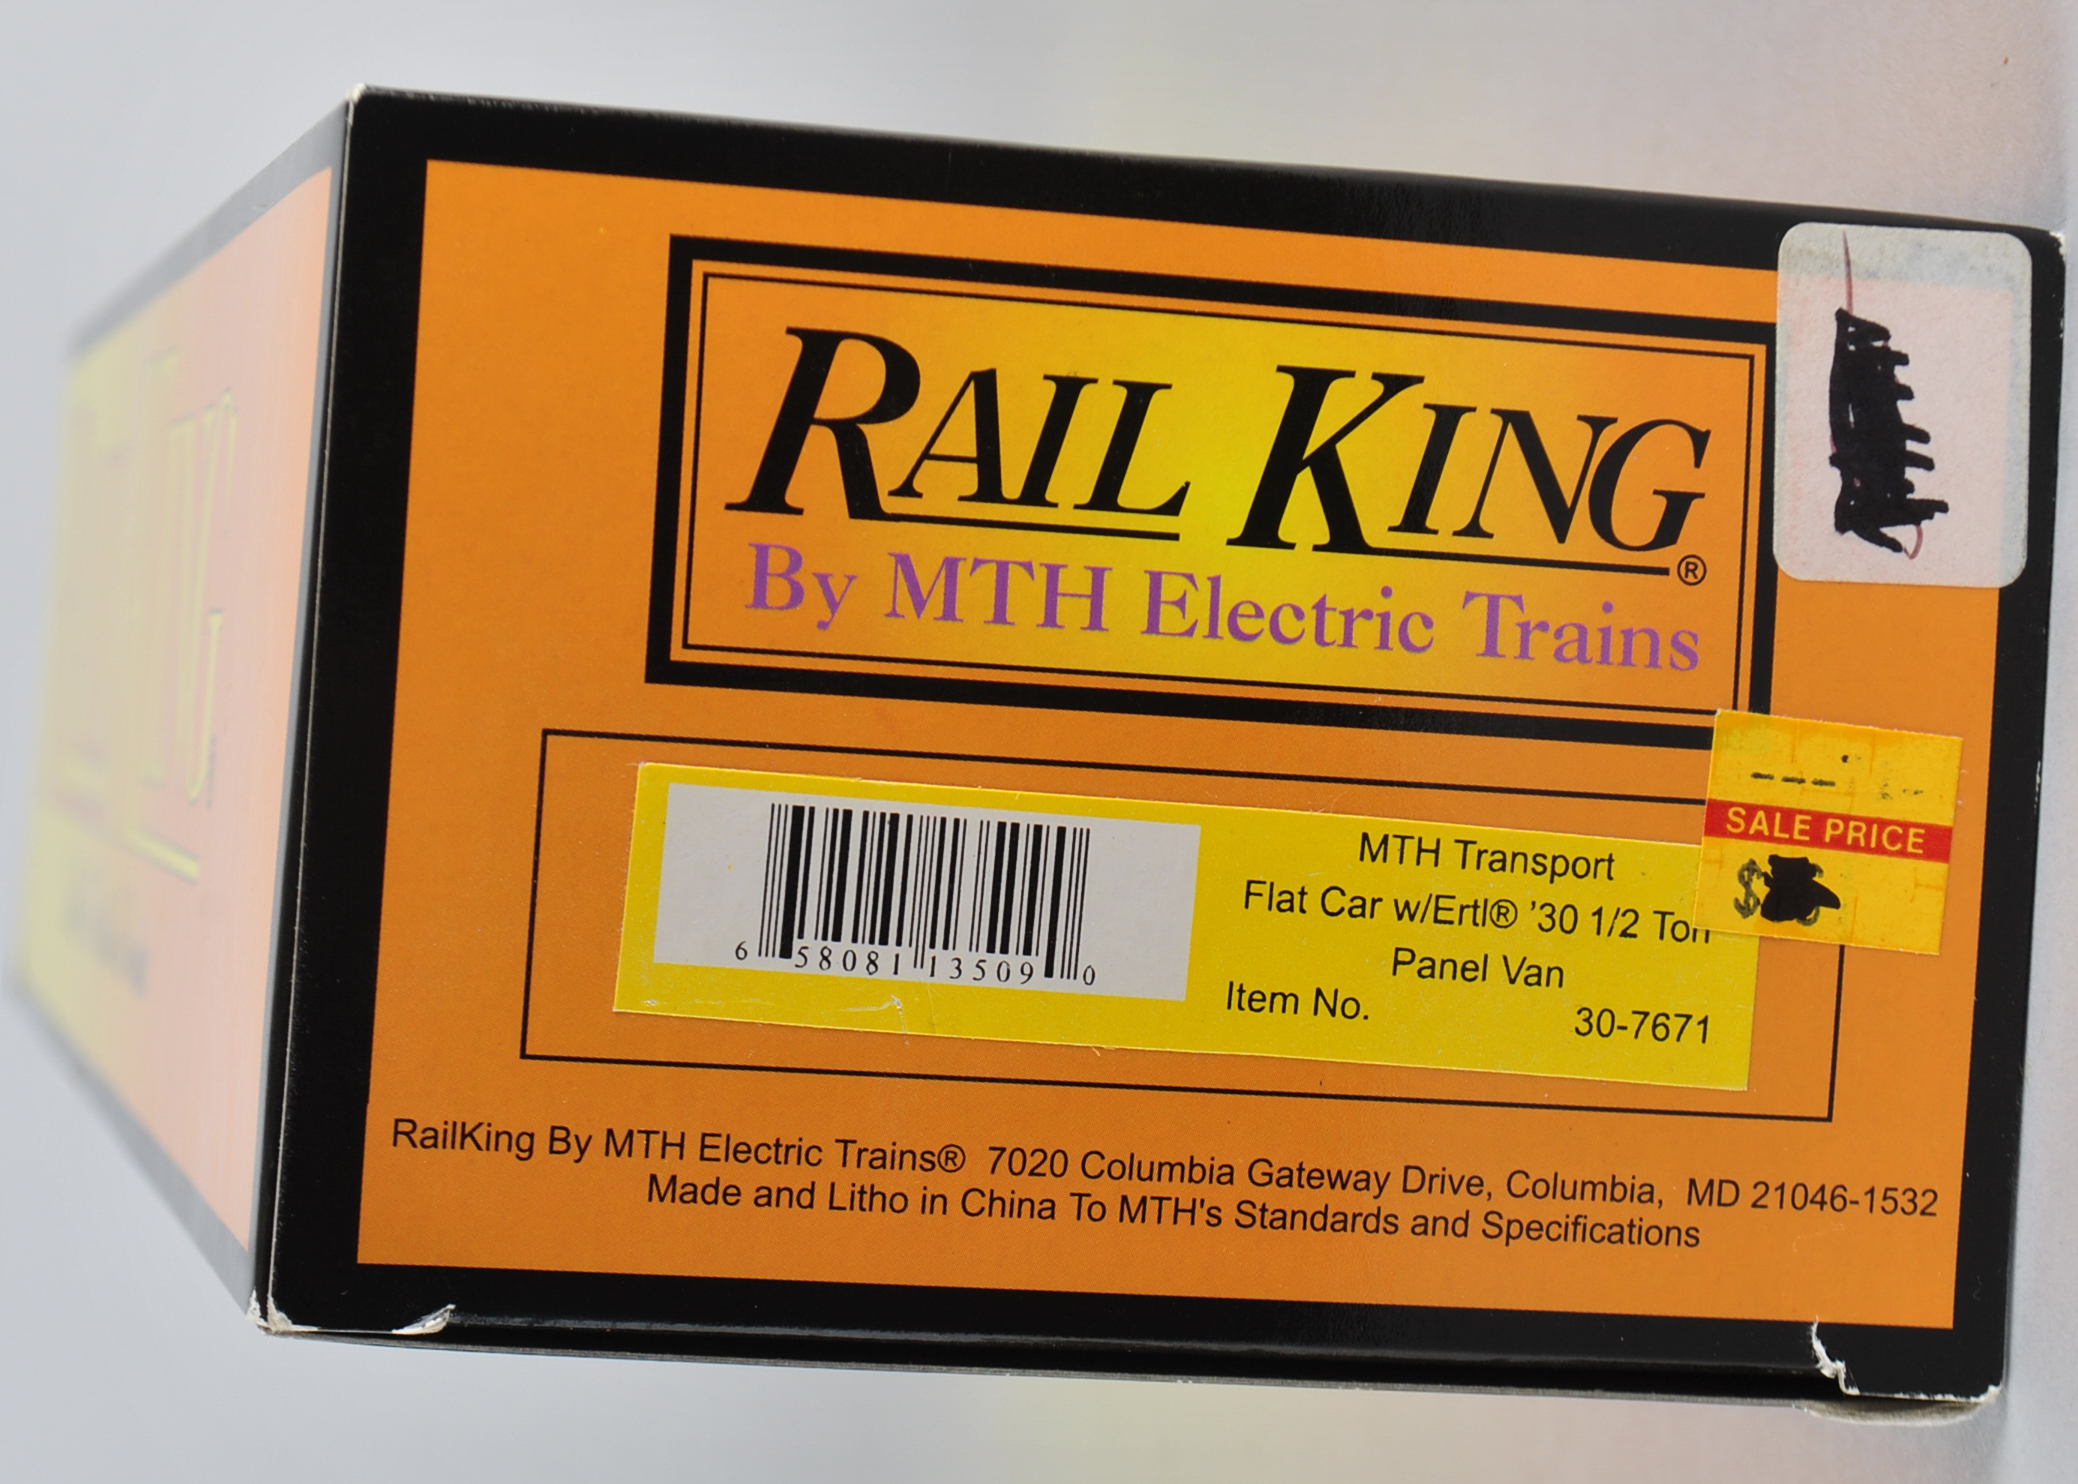 RAIL KING®
By MTH Electric Trains
SALE PRICE
$
MTH Transport
Flat Car w/Ertl® '30 1/2 Ton
Panel Van
Item No. 30-7671
6 58081 13509 0
RailKing By MTH Electric Trains® 7020 Columbia Gateway Drive, Columbia, MD 21046-1532
Made and Litho in China To MTH's Standards and Specifications